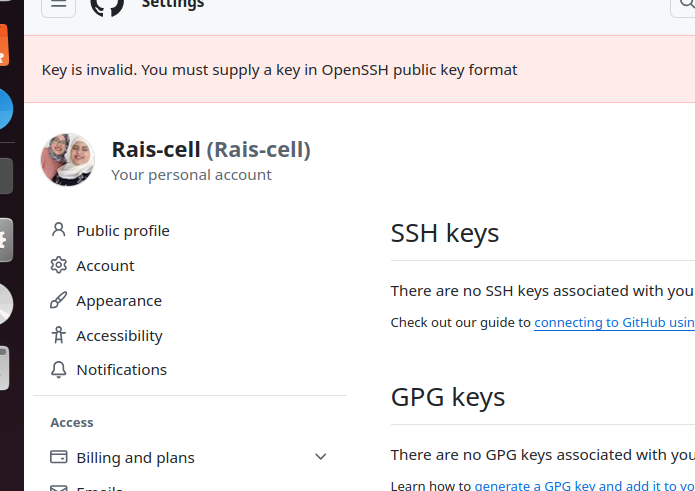 Settings
Key is invalid. You must supply a key in OpenSSH public key format
Rais-cell (Rais-cell)
Your personal account
Public profile
Account
Appearance
Accessibility
Notifications
Access
Billing and plans
Emails
SSH keys
There are no SSH keys associated with you
Check out our guide to connecting to GitHub usin
GPG keys
There are no GPG keys associated with you
Learn how to generate a GPG key and add it to yo